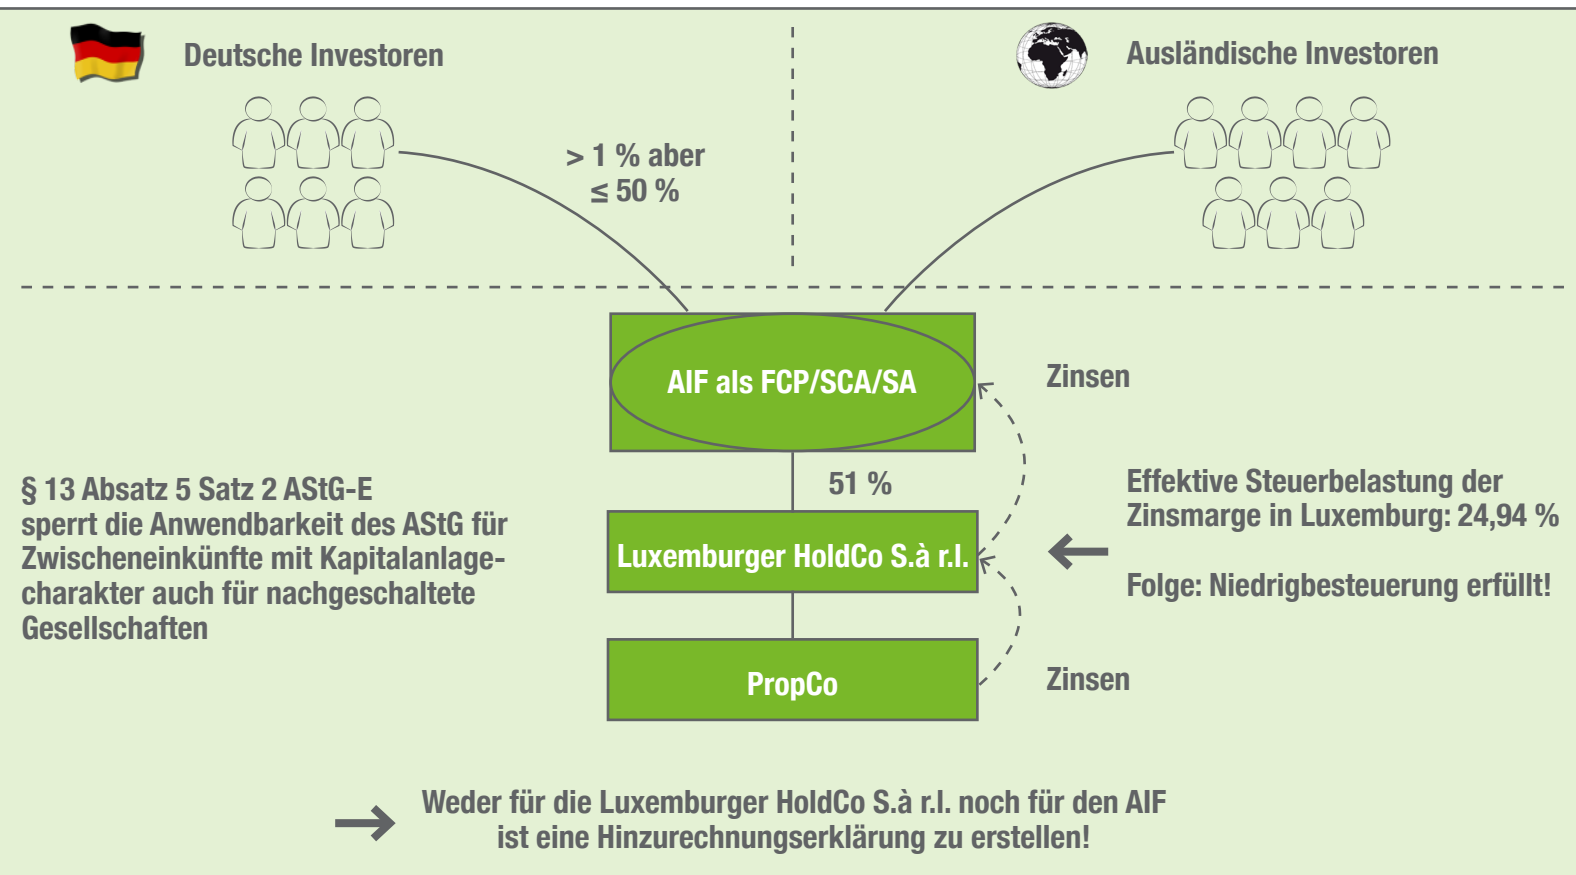 Deutsche Investoren
Ausländische Investoren
> 1 % aber
≤ 50 %
AIF als FCP/SCA/SA
Zinsen
51 %
§ 13 Absatz 5 Satz 2 AStG-E
sperrt die Anwendbarkeit des AStG für
Zwischeneinkünfte mit Kapitalanlage-
charakter auch für nachgeschaltete
Gesellschaften
Luxemburger HoldCo S.à r.l.
Effektive Steuerbelastung der
Zinsmarge in Luxemburg: 24,94 %
Folge: Niedrigbesteuerung erfüllt!
PropCo
Zinsen
Weder für die Luxemburger HoldCo S.à r.l. noch für den AIF
ist eine Hinzurechnungserklärung zu erstellen!